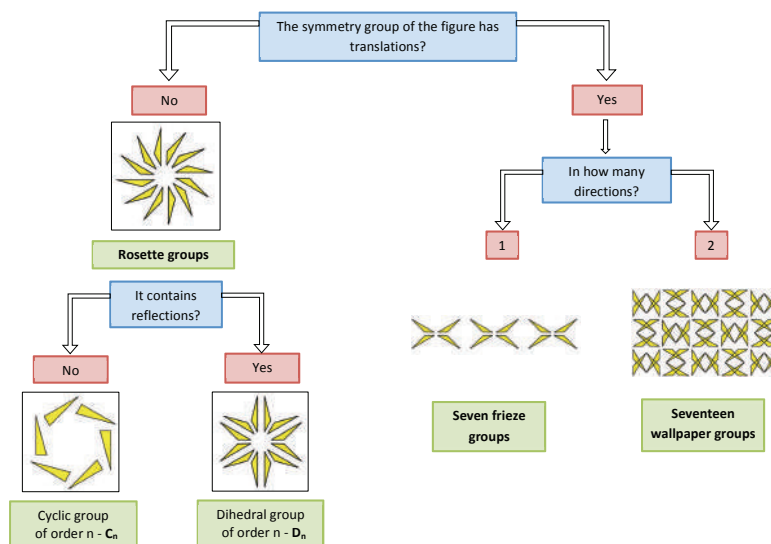 The symmetry group of the figure has
translations?
No
Yes
In how many
directions?
1
2
Rosette groups
It contains
reflections?
No
Yes
Seven frieze
groups
Seventeen
wallpaper groups
Cyclic group
of order n - Cₙ
Dihedral group
of order n - Dₙ